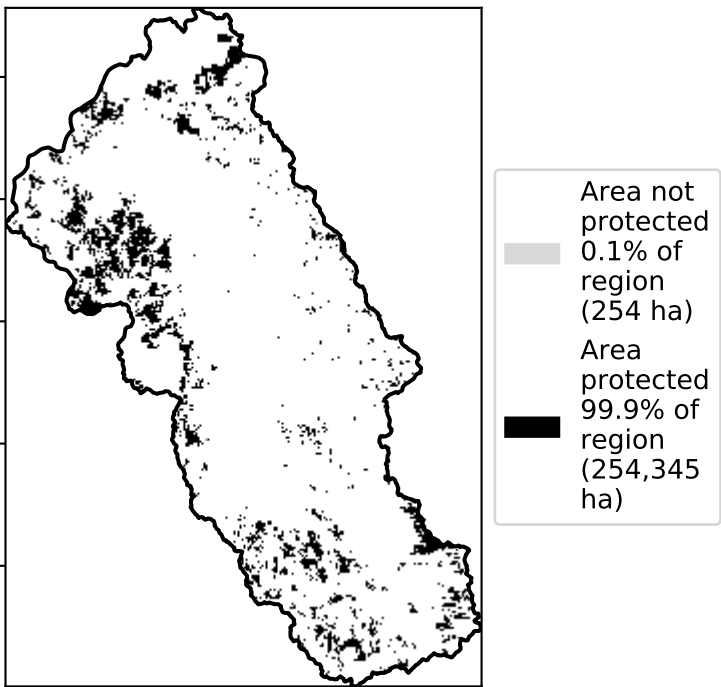 Area not
protected
0.1% of
region
(254 ha)
Area
protected
99.9% of
region
(254,345
ha)